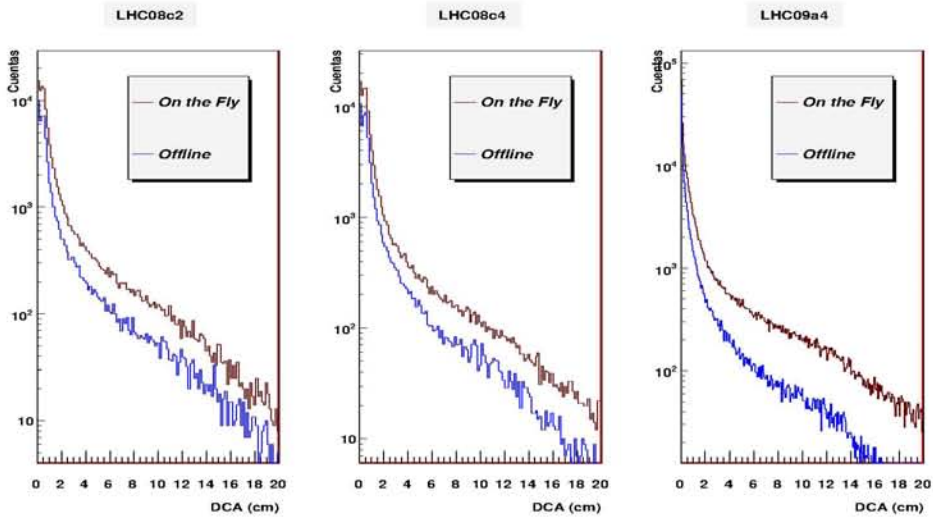 LHC08c2
Cuentas
On the Fly
Offline
10⁴
10³
10²
10
0 2 4 6 8 10 12 14 16 18 20
DCA (cm)
LHC08c4
Cuentas
On the Fly
Offline
10⁴
10³
10²
10
0 2 4 6 8 10 12 14 16 18 20
DCA (cm)
LHC09a4
Cuentas
On the Fly
Offline
10⁵
10⁴
10³
10²
0 2 4 6 8 10 12 14 16 18 20
DCA (cm)